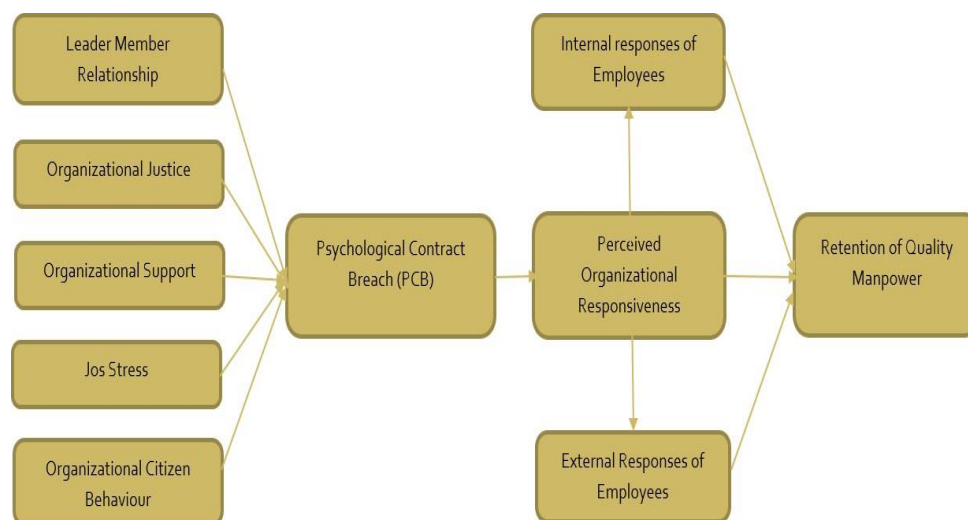 Leader Member
Relationship
Organizational Justice
Organizational Support
Jos Stress
Organizational Citizen
Behaviour
Psychological Contract
Breach (PCB)
Internal responses of
Employees
Perceived
Organizational
Responsiveness
External Responses of
Employees
Retention of Quality
Manpower